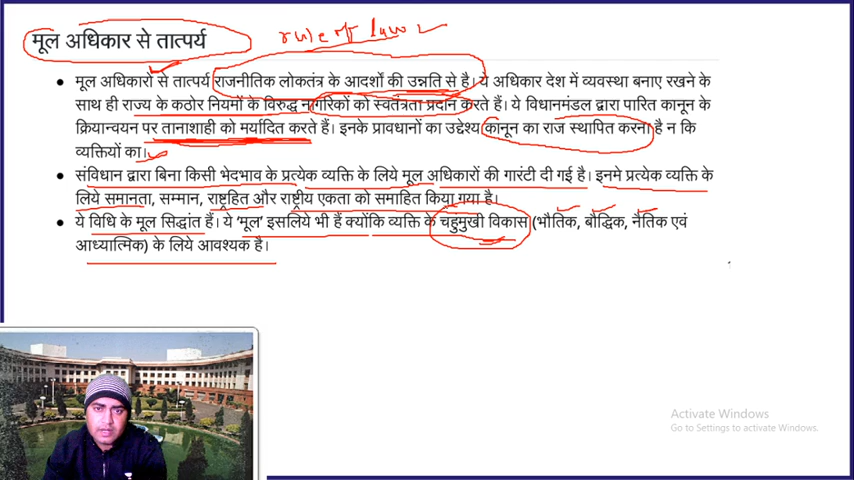 मूल अधिकार से तात्पर्य
rule of law
मूल अधिकारों से तात्पर्य राजनीतिक लोकतंत्र के आदर्शों की उन्नति से है। ये अधिकार देश में व्यवस्था बनाए रखने के
साथ ही राज्य के कठोर नियमों के विरुद्ध नागरिकों को स्वतंत्रता प्रदान करते हैं। ये विधानमंडल द्वारा पारित कानून के
क्रियान्वयन पर तानाशाही को मर्यादित करते हैं। इनके प्रावधानों का उद्देश्य कानून का राज स्थापित करना है न कि
व्यक्तियों का।
संविधान द्वारा बिना किसी भेदभाव के प्रत्येक व्यक्ति के लिये मूल अधिकारों की गारंटी दी गई है। इनमे प्रत्येक व्यक्ति के
लिये समानता, सम्मान, राष्ट्रहित और राष्ट्रीय एकता को समाहित किया गया है।
ये विधि के मूल सिद्धांत हैं। ये 'मूल' इसलिये भी हैं क्योंकि व्यक्ति के चहुमुखी विकास (भौतिक, बौद्धिक, नैतिक एवं
आध्यात्मिक) के लिये आवश्यक है।
Activate Windows
Go to Settings to activate Windows.